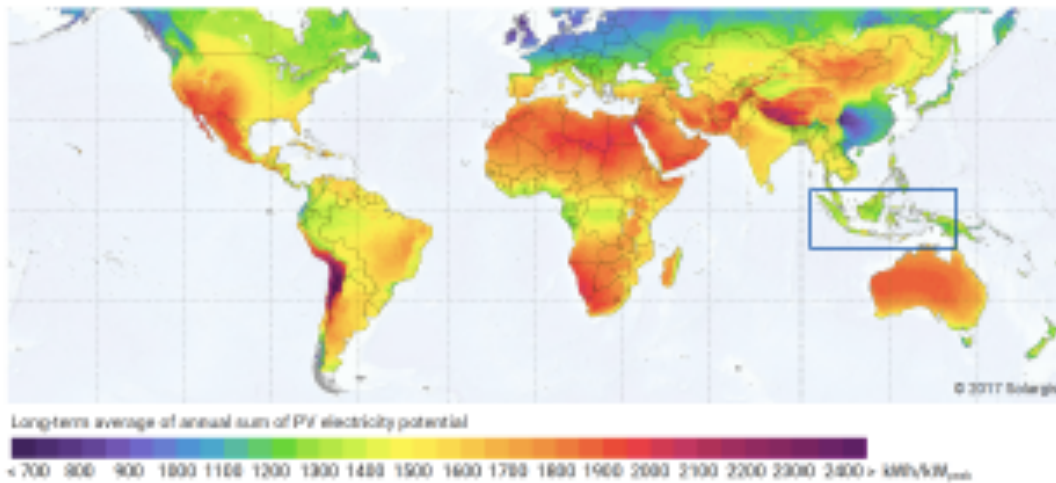 © 2017 Solargis
Long-term average of annual sum of PV electricity potential
< 700 800 900 1000 1100 1200 1300 1400 1500 1600 1700 1800 1900 2000 2100 2200 2300 2400 > kWh/kWpeak